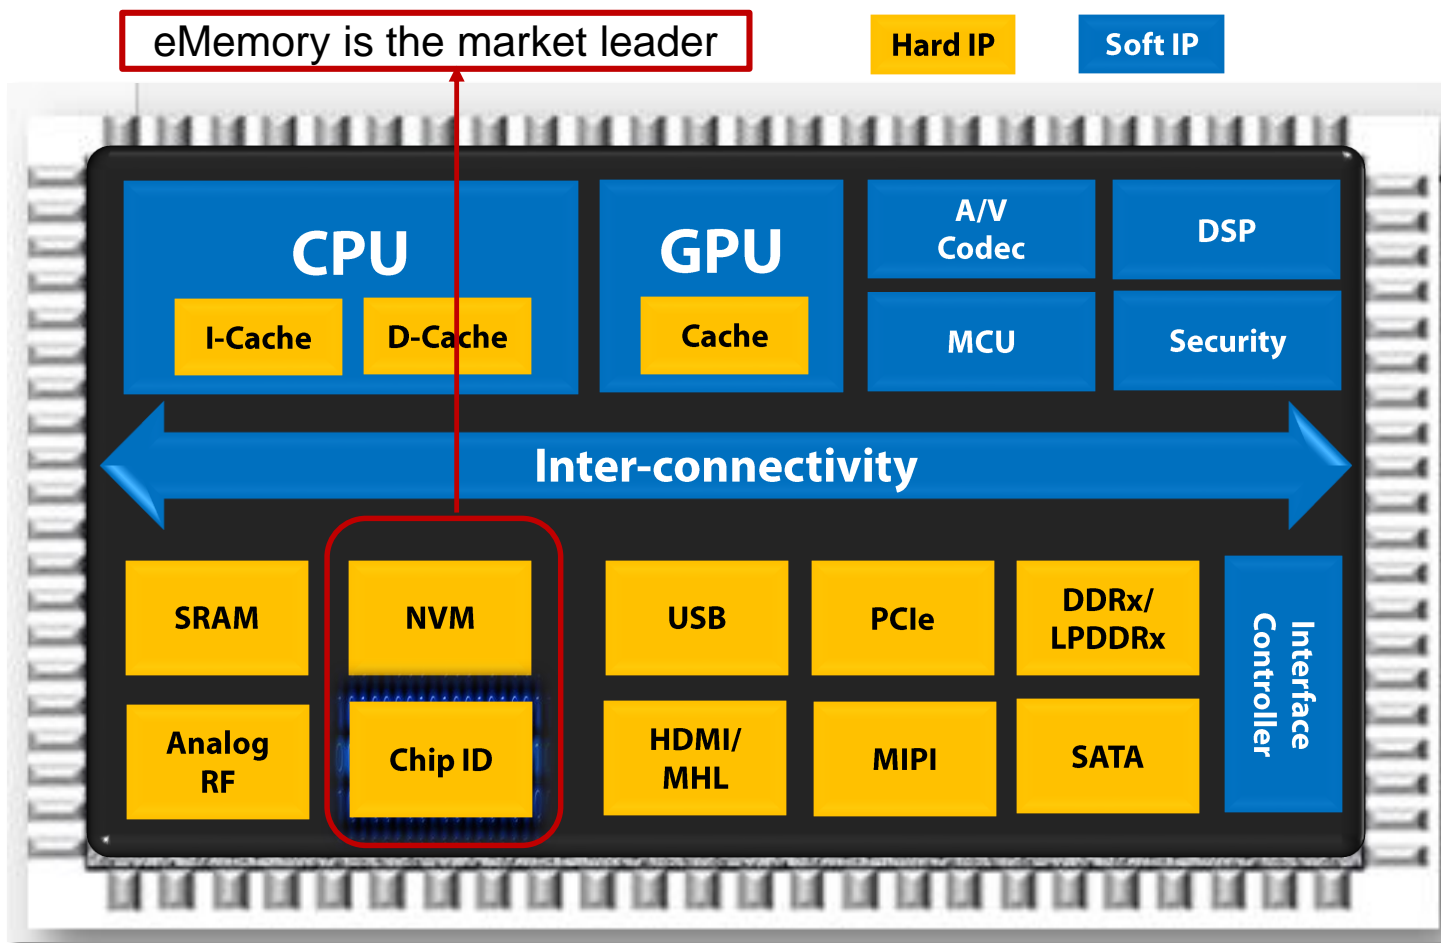 eMemory is the market leader
Hard IP
Soft IP
CPU
I-Cache
D-Cache
GPU
Cache
A/V
Codec
DSP
MCU
Security
Inter-connectivity
SRAM
NVM
USB
PCIe
DDRx/
LPDDRx
Interface
Controller
Analog
RF
Chip ID
HDMI/
MHL
MIPI
SATA